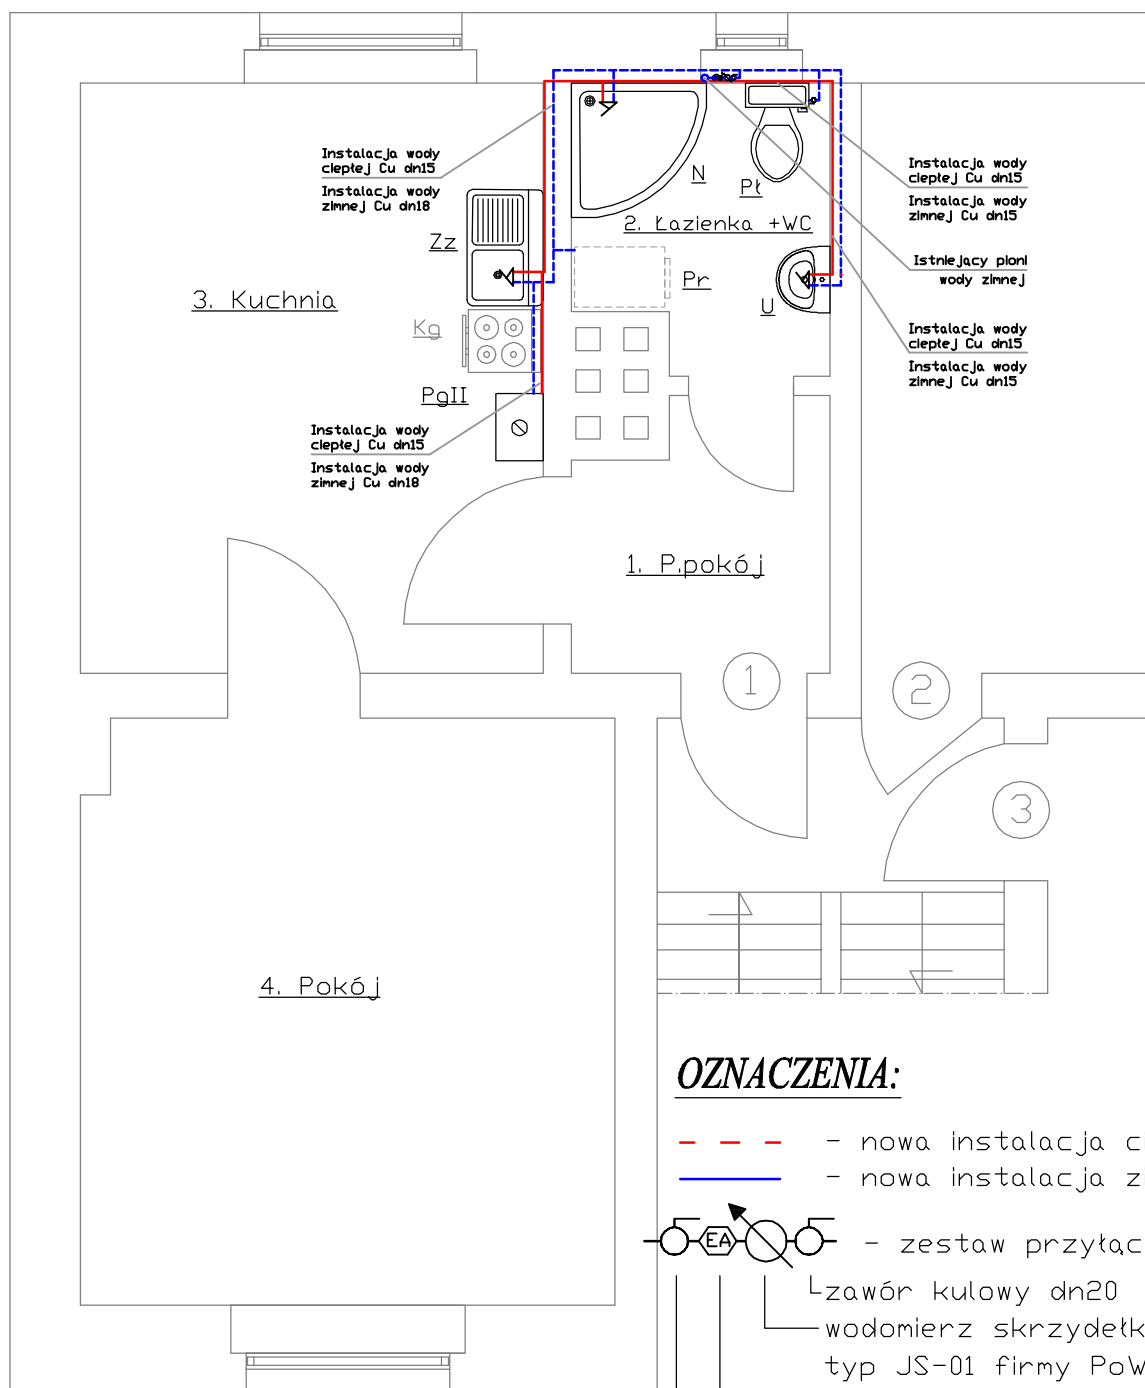 Instalacja wody
ciepłej Cu dn15
Instalacja wody
zimnej Cu dn18
Zz
3. Kuchnia
Kg
PgII
Instalacja wody
ciepłej Cu dn15
Instalacja wody
zimnej Cu dn18
N
Pł
2. Łazienka +WC
Pr
U
Instalacja wody
ciepłej Cu dn15
Instalacja wody
zimnej Cu dn15
Istniejący pion
wody zimnej
Instalacja wody
ciepłej Cu dn15
Instalacja wody
zimnej Cu dn15
1. P.pokój
1
2
3
4. Pokój
OZNACZENIA:
- nowa instalacja c
- nowa instalacja z
EA
- zestaw przyłąc
zawór kulowy dn20
wodomierz skrzydełk
typ JS-01 firmy PoW